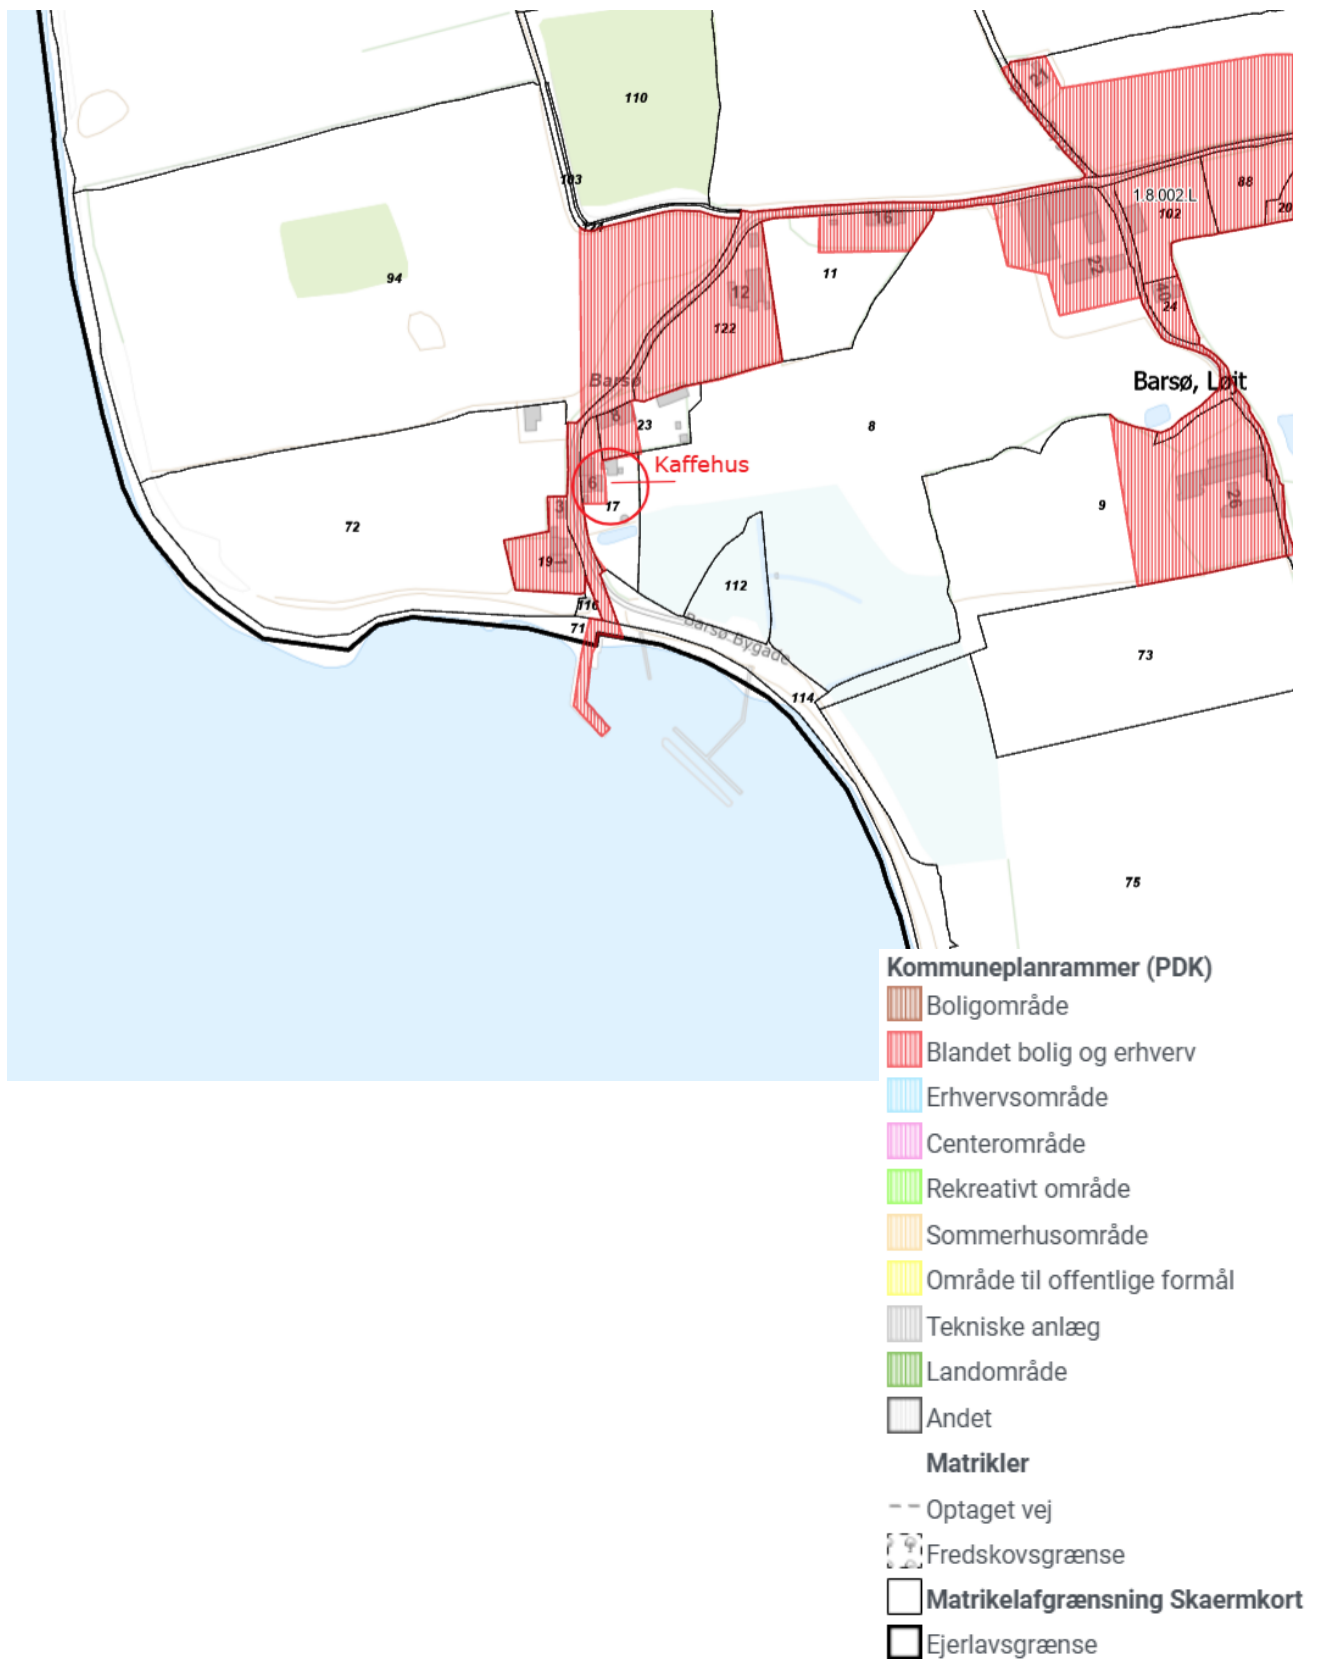 110
21
103
124
1.8.002.L
102
88
20
16
94
11
22
12
40
24
122
Barsø
Barsø, Løjt
6
23
8
Kaffehus
6
17
3
72
9
26
19
1
112
116
71
Barsø Bygade
73
114
75
Kommuneplanrammer (PDK)
Boligområde
Blandet bolig og erhverv
Erhvervsområde
Centerområde
Rekreativt område
Sommerhusområde
Område til offentlige formål
Tekniske anlæg
Landområde
Andet
Matrikler
Optaget vej
Fredskovsgrænse
Matrikelafgrænsning Skaermkort
Ejerlavsgrænse